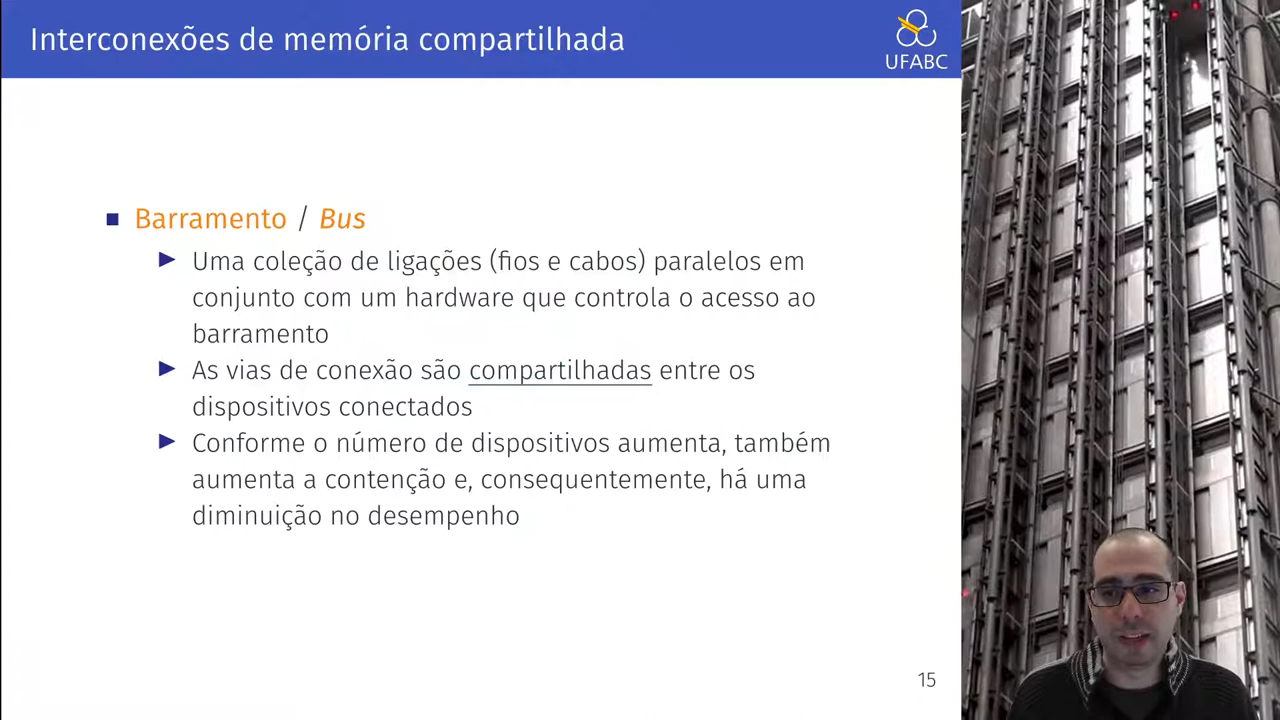 Interconexões de memória compartilhada
UFABC
Barramento / Bus
Uma coleção de ligações (fios e cabos) paralelos em
conjunto com um hardware que controla o acesso ao
barramento
As vias de conexão são compartilhadas entre os
dispositivos conectados
Conforme o número de dispositivos aumenta, também
aumenta a contenção e, consequentemente, há uma
diminuição no desempenho
15